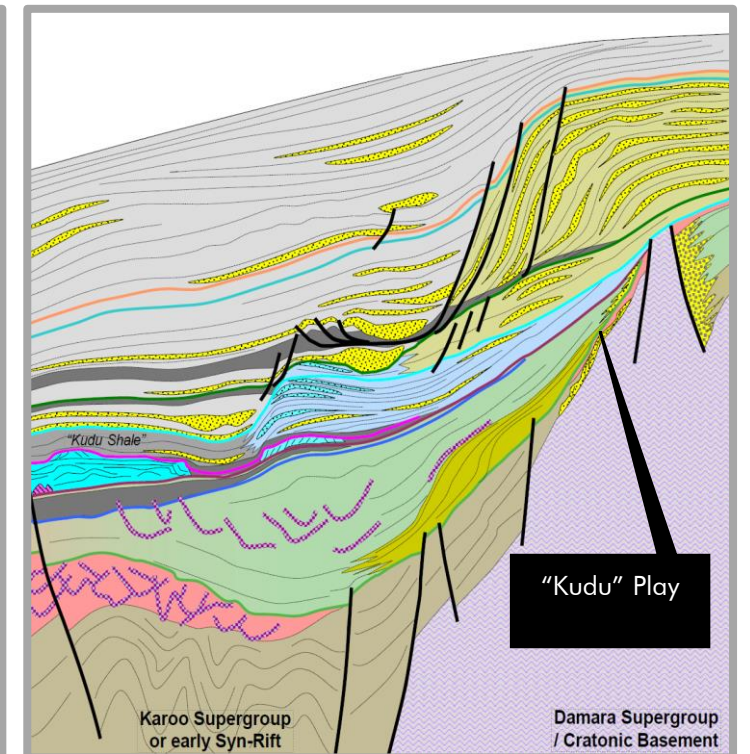 "Kudu Shale"
"Kudu" Play
Karoo Supergroup
or early Syn-Rift
Damara Supergroup
/ Cratonic Basement